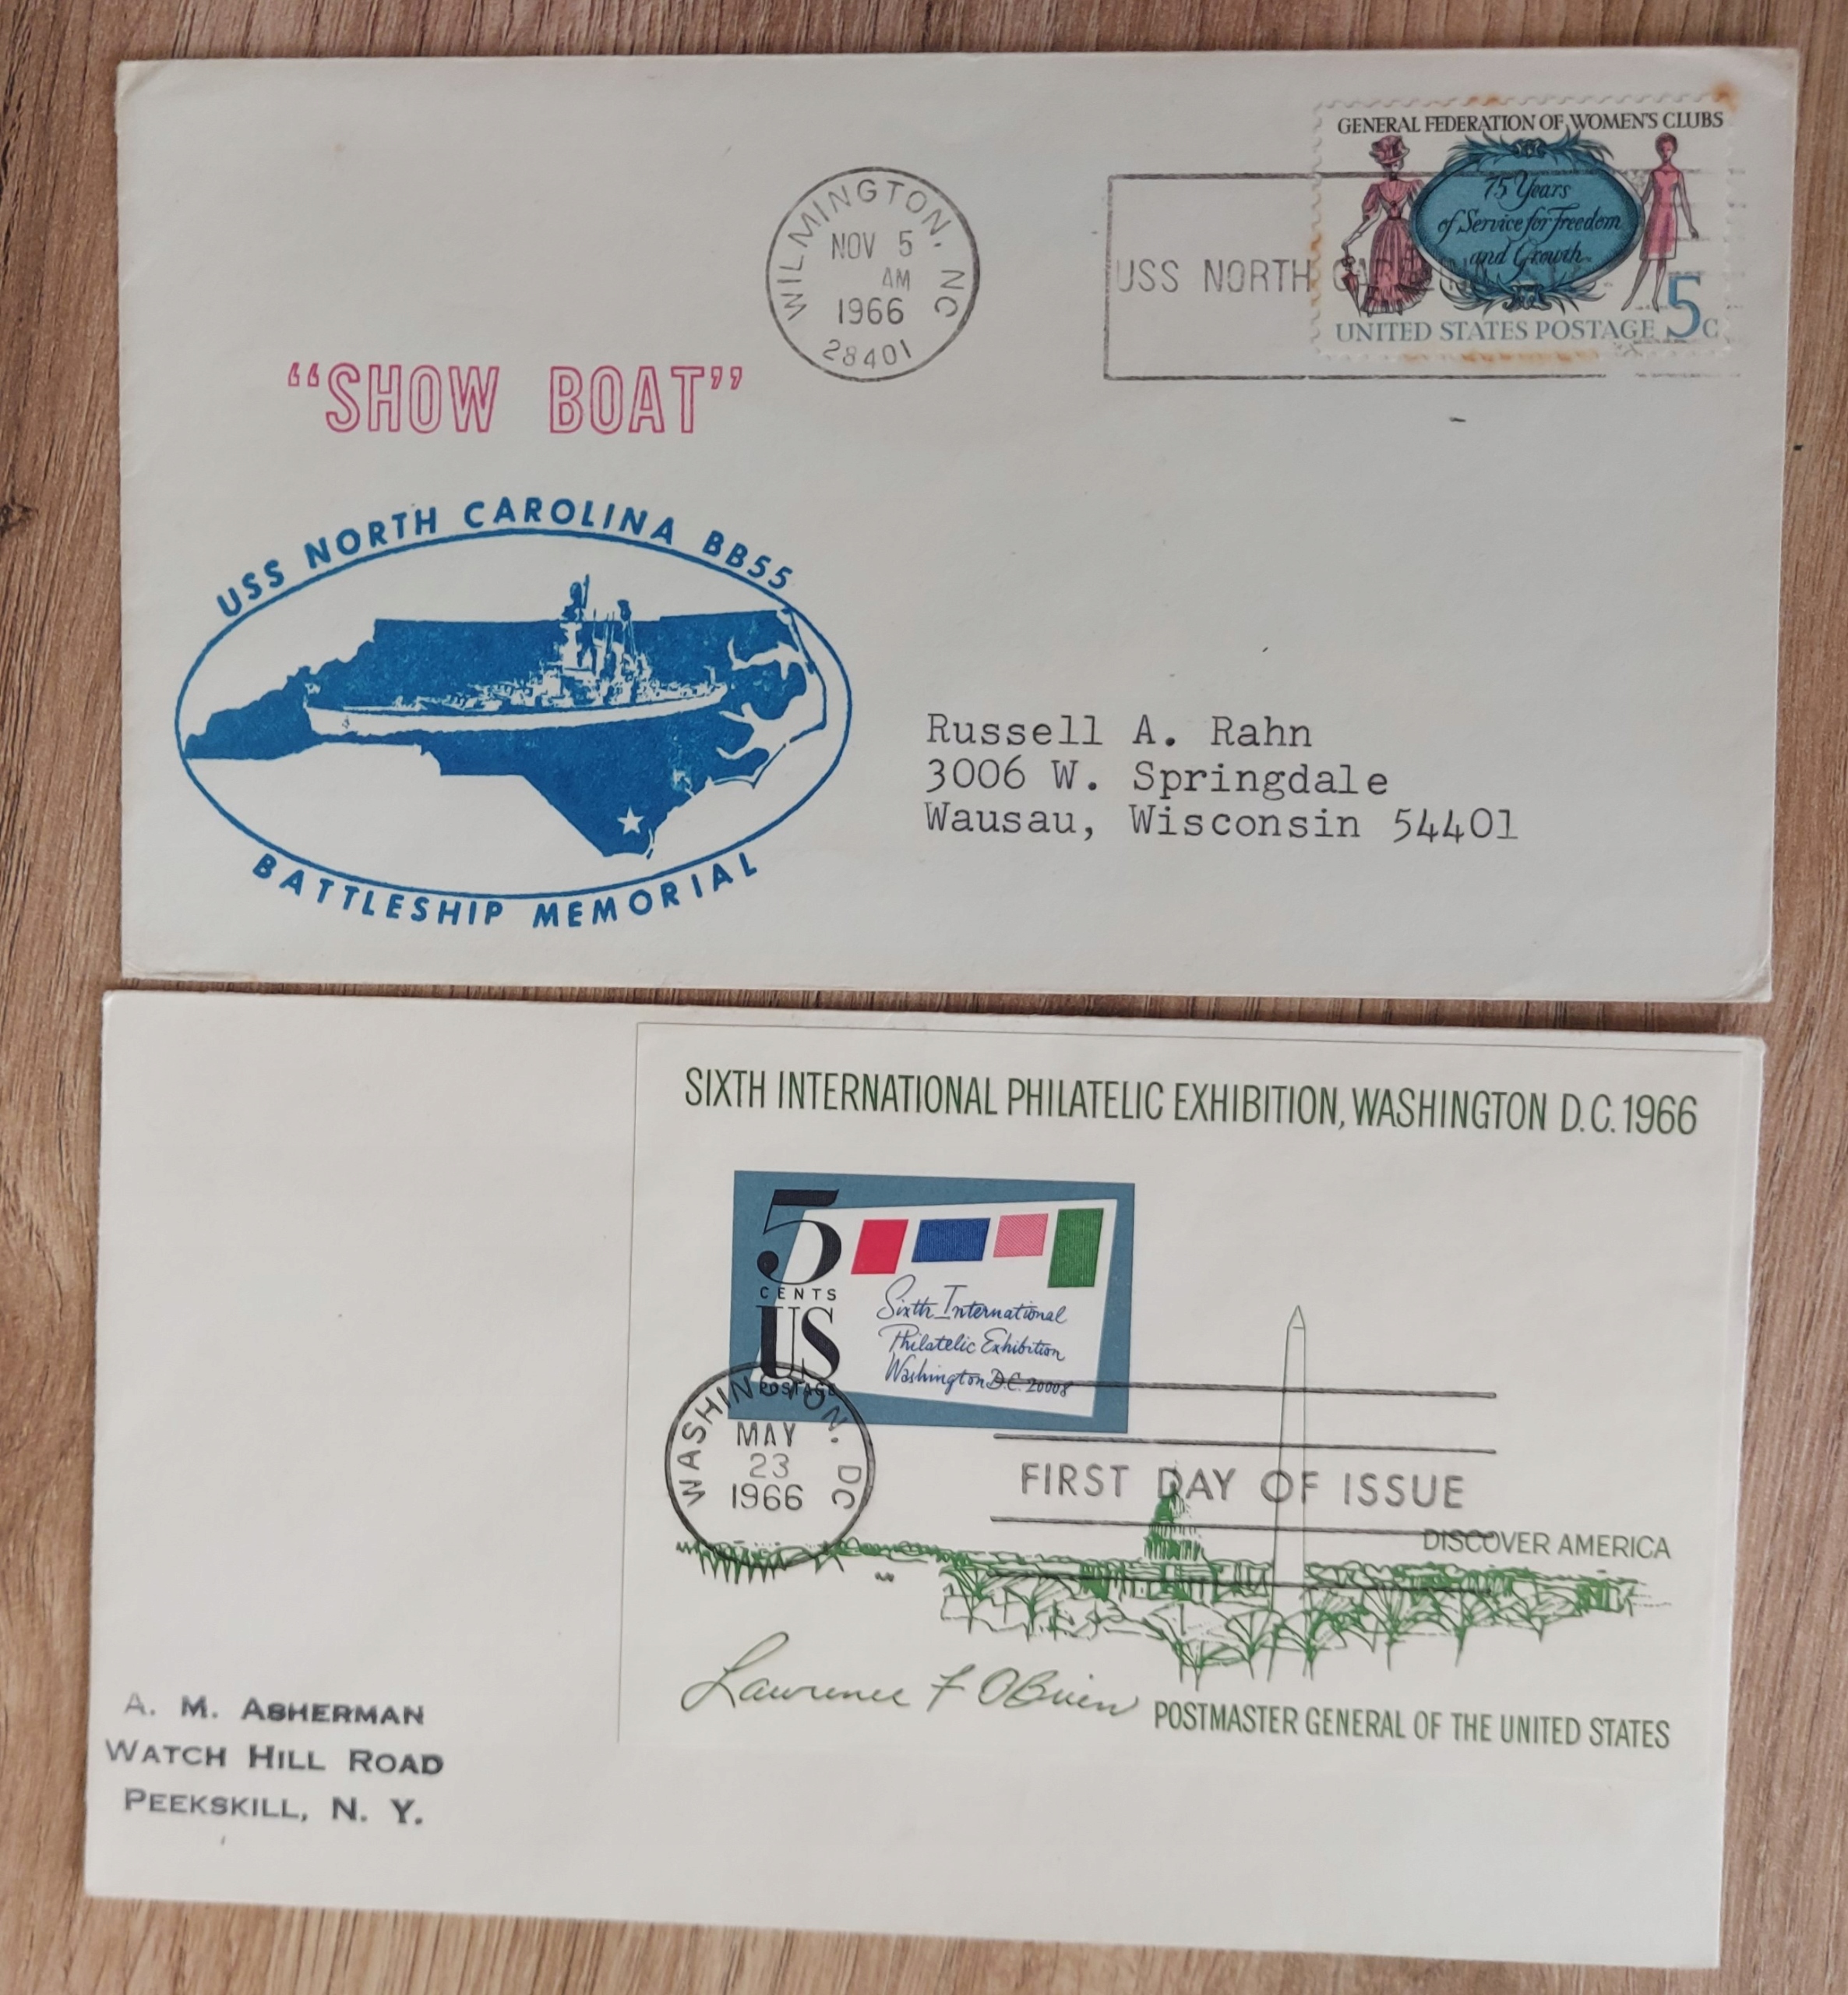 GENERAL FEDERATION OF WOMEN'S CLUBS
75 Years
of Service for Freedom
and Growth
UNITED STATES POSTAGE 5c
WILMINGTON, NC
NOV 5
AM
1966
28401
USS NORTH
"SHOW BOAT"
USS NORTH CAROLINA BB55
BATTLESHIP MEMORIAL
Russell A. Rahn
3006 W. Springdale
Wausau, Wisconsin 54401
SIXTH INTERNATIONAL PHILATELIC EXHIBITION, WASHINGTON D.C. 1966
5
CENTS
US
POSTAGE
Sixth International
Philatelic Exhibition
Washington D.C. 20008
WASHINGTON, DC
MAY
23
1966
FIRST DAY OF ISSUE
DISCOVER AMERICA
Lawrence F O'Brien
POSTMASTER GENERAL OF THE UNITED STATES
A. M. ASHERMAN
WATCH HILL ROAD
PEEKSKILL, N. Y.